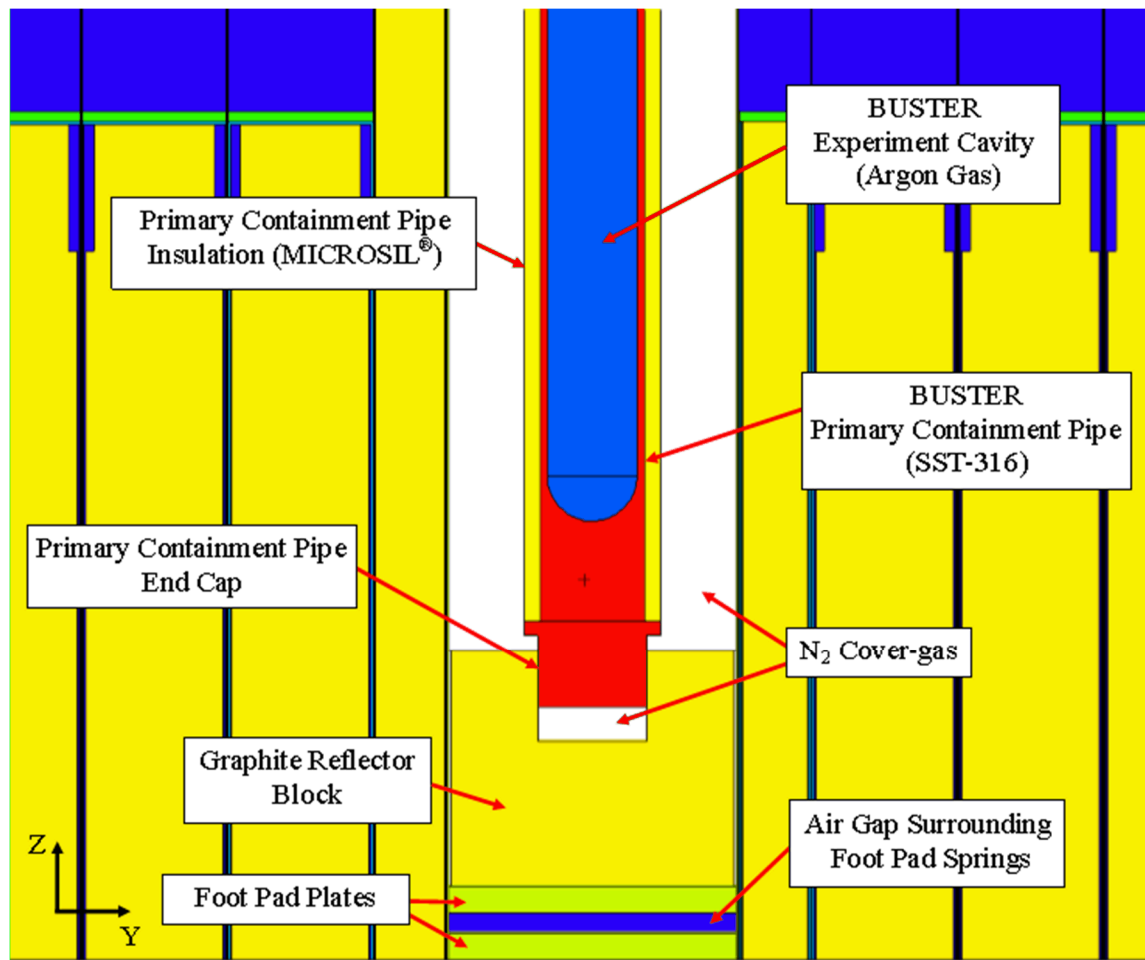 BUSTER
Experiment Cavity
(Argon Gas)
Primary Containment Pipe
Insulation (MICROSIL®)
BUSTER
Primary Containment Pipe
(SST-316)
Primary Containment Pipe
End Cap
N₂ Cover-gas
Graphite Reflector
Block
Air Gap Surrounding
Foot Pad Springs
Z
Foot Pad Plates
Y